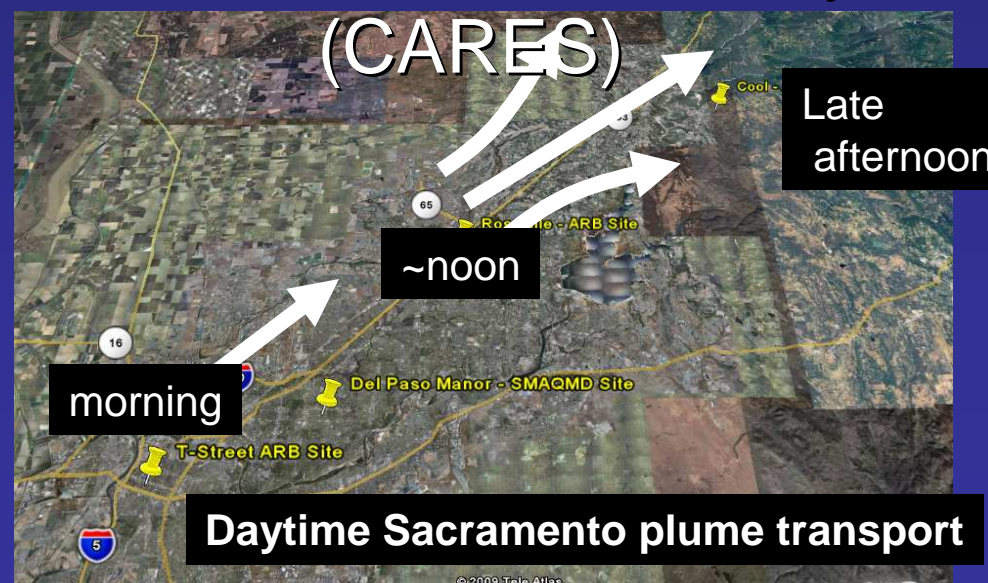 (CARES)
Cool -
Late
afternoon
65
ARB Site
~noon
16
Del Paso Manor - SMAQMD Site
morning
T-Street ARB Site
Daytime Sacramento plume transport
5
© 2009 Tele Atlas